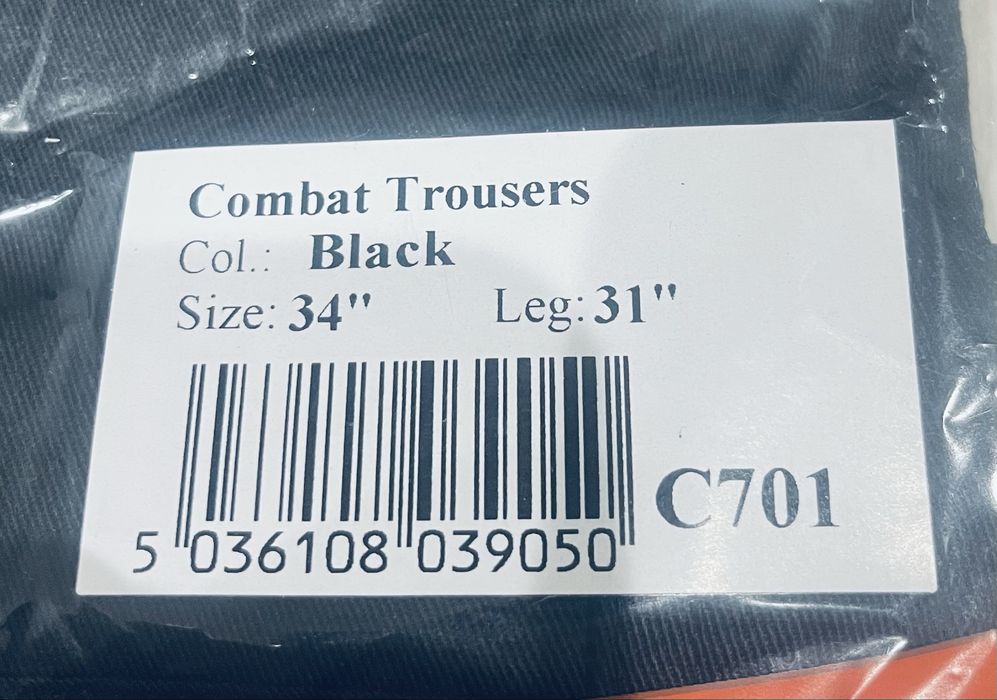 Combat Trousers
Col.: Black
Size: 34" Leg: 31"
C701
5 036108 039050